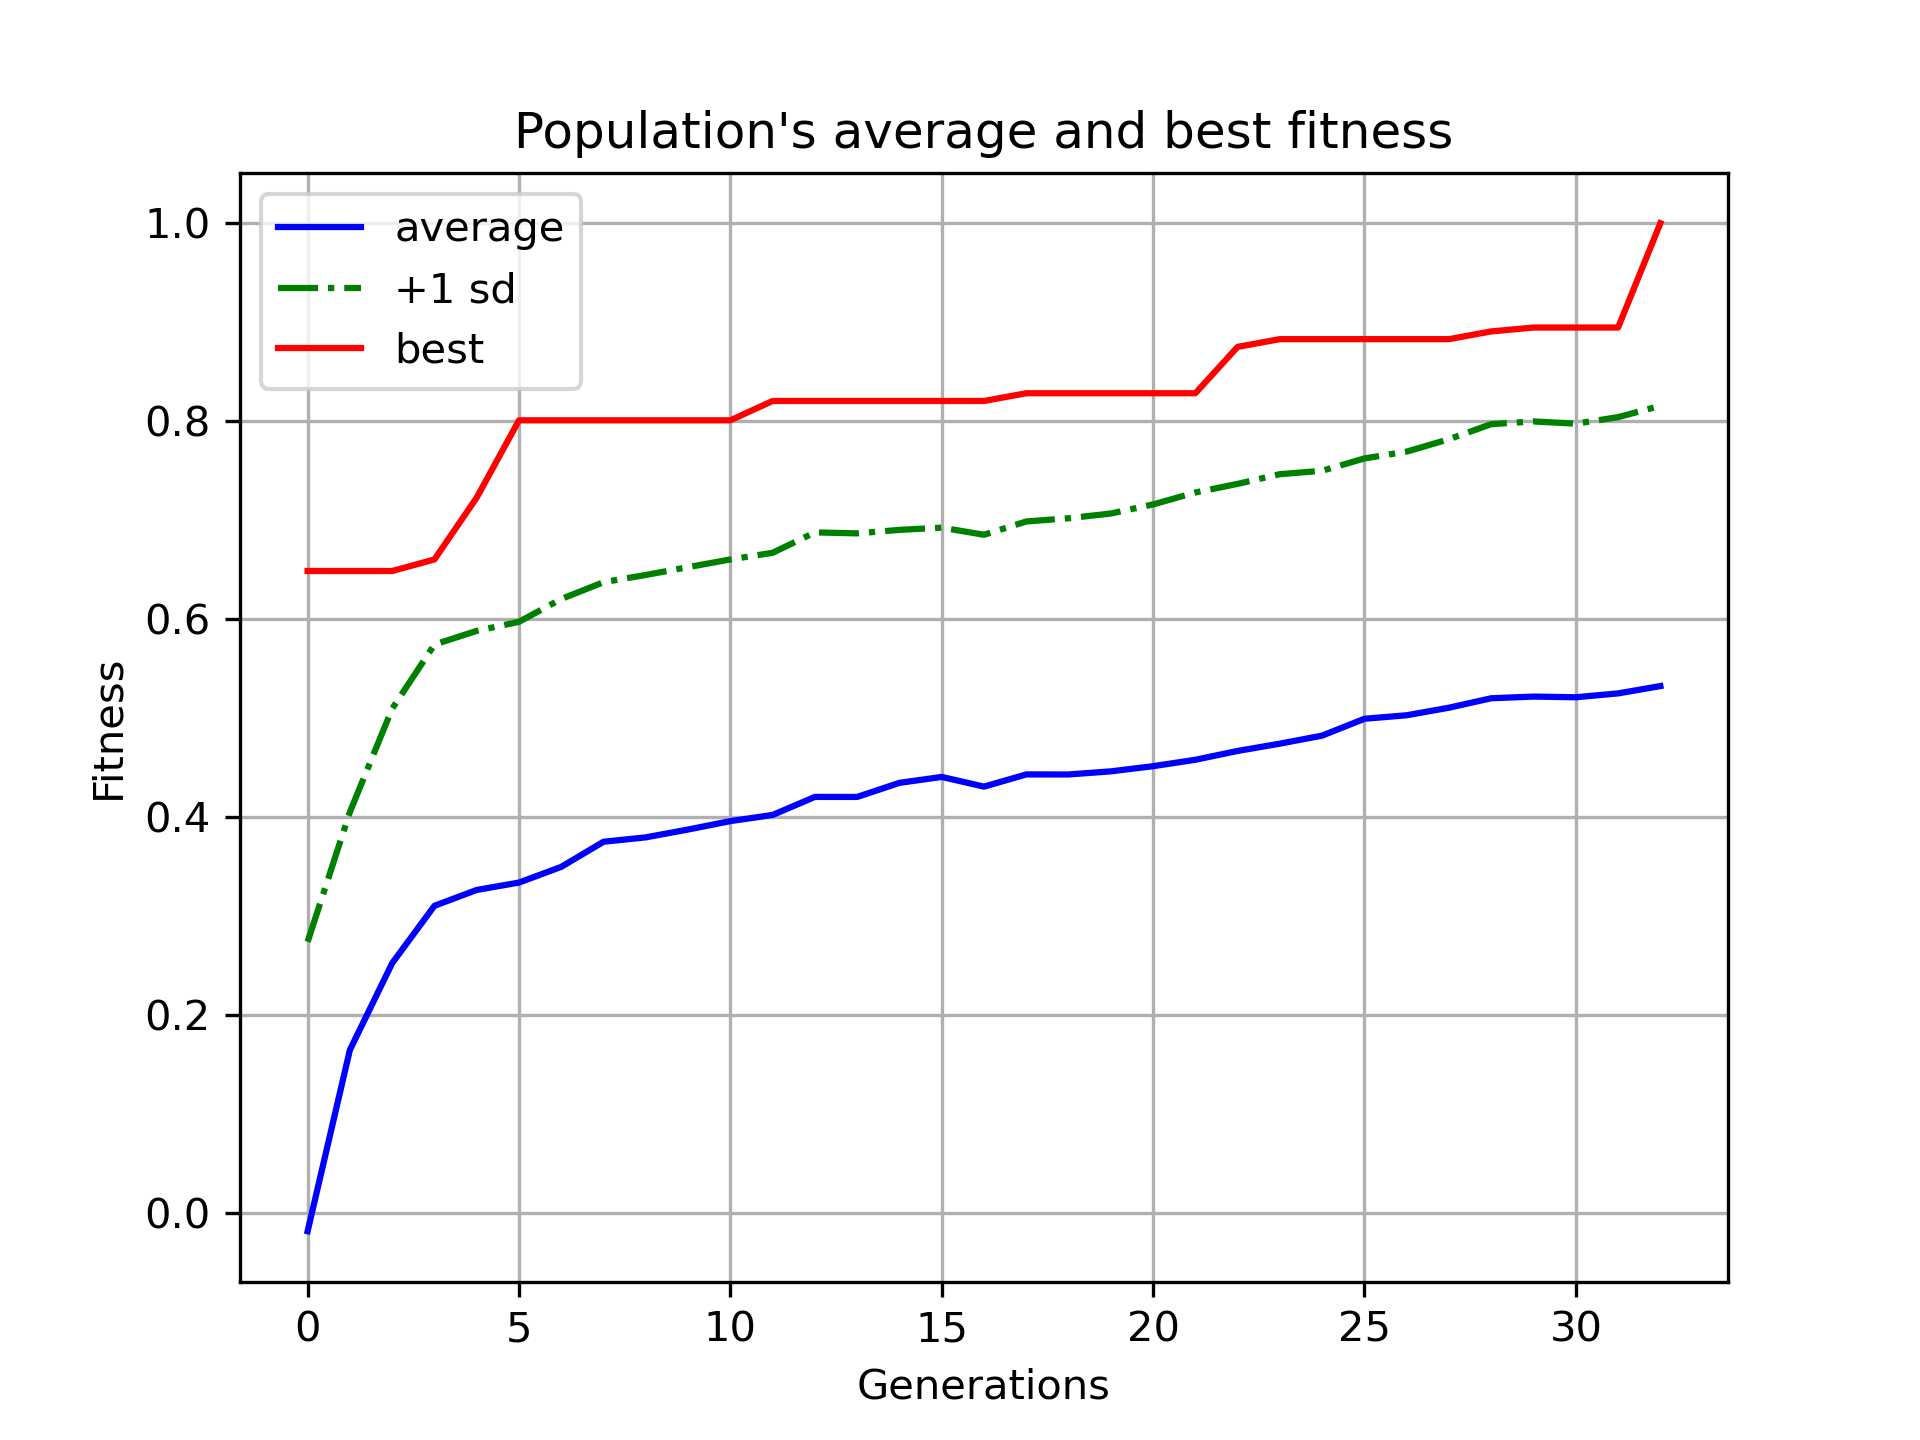 Population's average and best fitness
average
+1 sd
best
1.0
0.8
0.6
0.4
0.2
0.0
Fitness
0 5 10 15 20 25 30
Generations